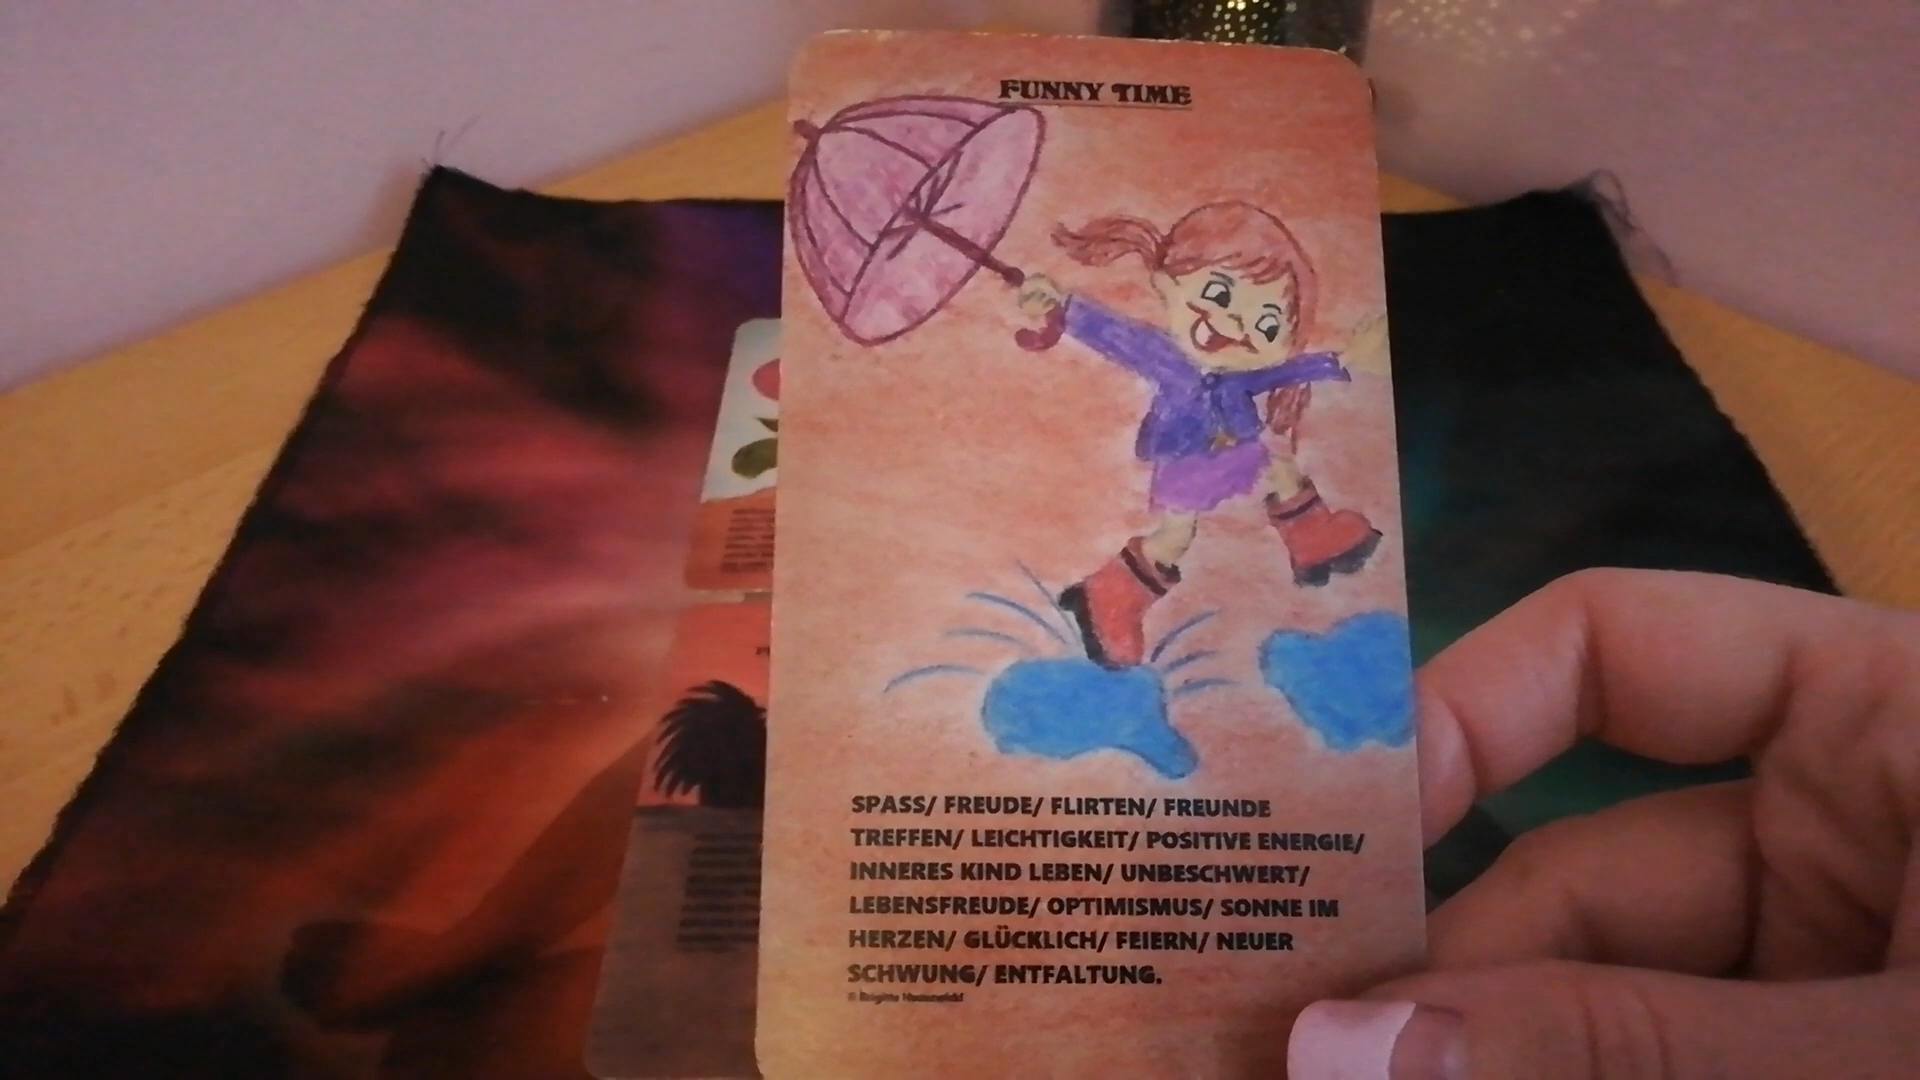 FUNNY TIME
SPASS/ FREUDE/ FLIRTEN/ FREUNDE
TREFFEN/ LEICHTIGKEIT/ POSITIVE ENERGIE/
INNERES KIND LEBEN/ UNBESCHWERT/
LEBENSFREUDE/ OPTIMISMUS/ SONNE IM
HERZEN/ GLÜCKLICH/ FEIERN/ NEUER
SCHWUNG/ ENTFALTUNG.
© Brigitte